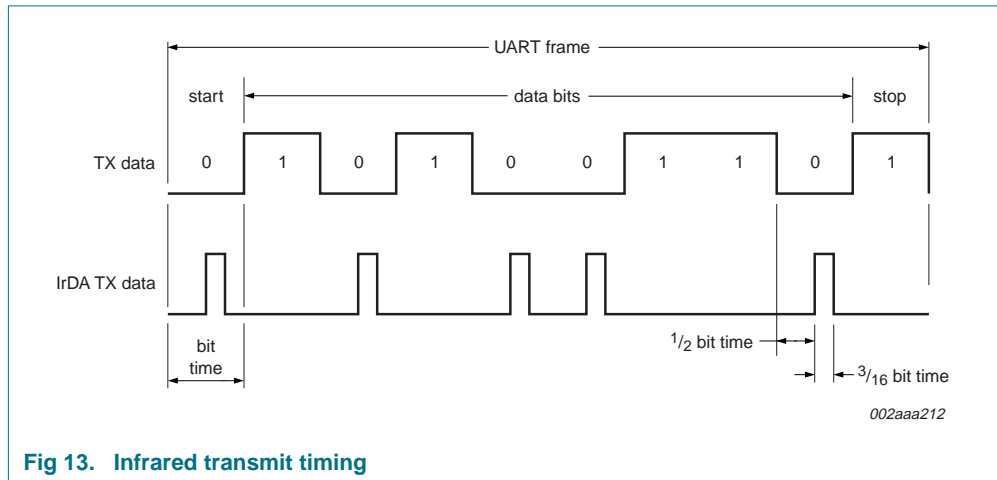 UART frame
start data bits stop
TX data 0 1 0 1 0 0 1 1 0 1
IrDA TX data
bit
time
1/2 bit time
3/16 bit time
002aaa212
Fig 13. Infrared transmit timing